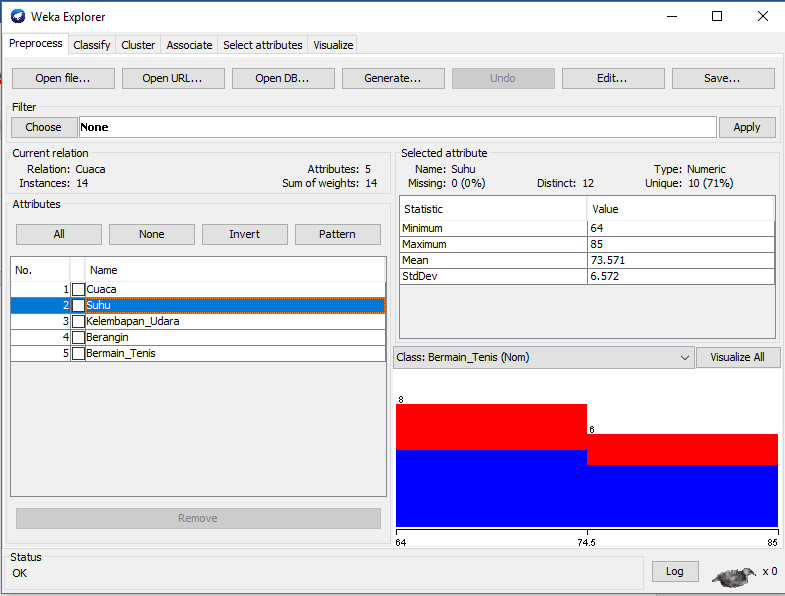 Weka Explorer
Preprocess Classify Cluster Associate Select attributes Visualize
Open file... Open URL... Open DB... Generate... Undo Edit... Save...
Filter
Choose None Apply
Current relation
Relation: Cuaca Attributes: 5
Instances: 14 Sum of weights: 14
Attributes
All None Invert Pattern
No. Name
1 Cuaca
2 Suhu
3 Kelembapan_Udara
4 Berangin
5 Bermain_Tenis
Remove
Selected attribute
Name: Suhu Type: Numeric
Missing: 0 (0%) Distinct: 12 Unique: 10 (71%)
Statistic Value
Minimum 64
Maximum 85
Mean 73.571
StdDev 6.572
Class: Bermain_Tenis (Nom) Visualize All
8
6
64 74.5 85
Status
OK Log x 0